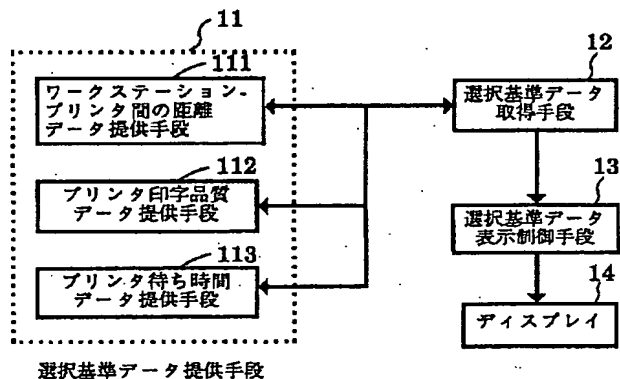 11
111
ワークステーション-
プリンタ間の距離
データ提供手段
112
プリンタ印字品質
データ提供手段
113
プリンタ待ち時間
データ提供手段
選択基準データ提供手段
12
選択基準データ
取得手段
13
選択基準データ
表示制御手段
14
ディスプレイ